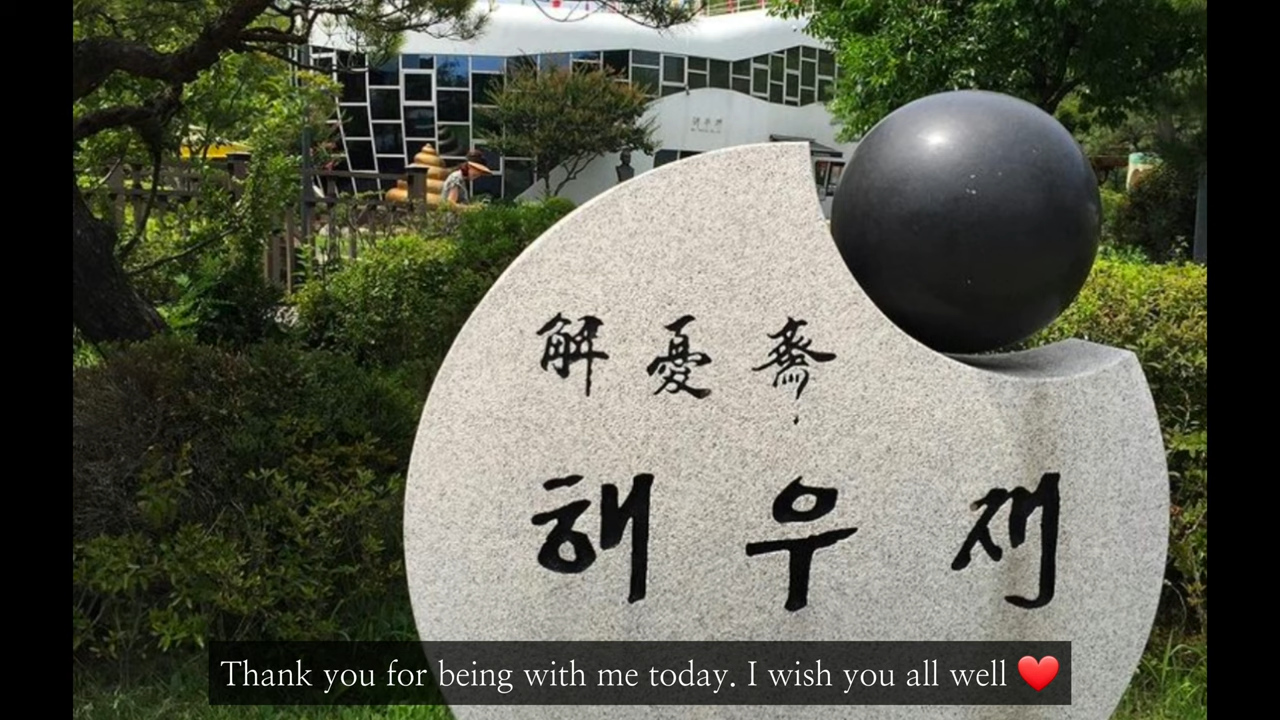 解憂齋
해우재
Thank you for being with me today. I wish you all well ❤️